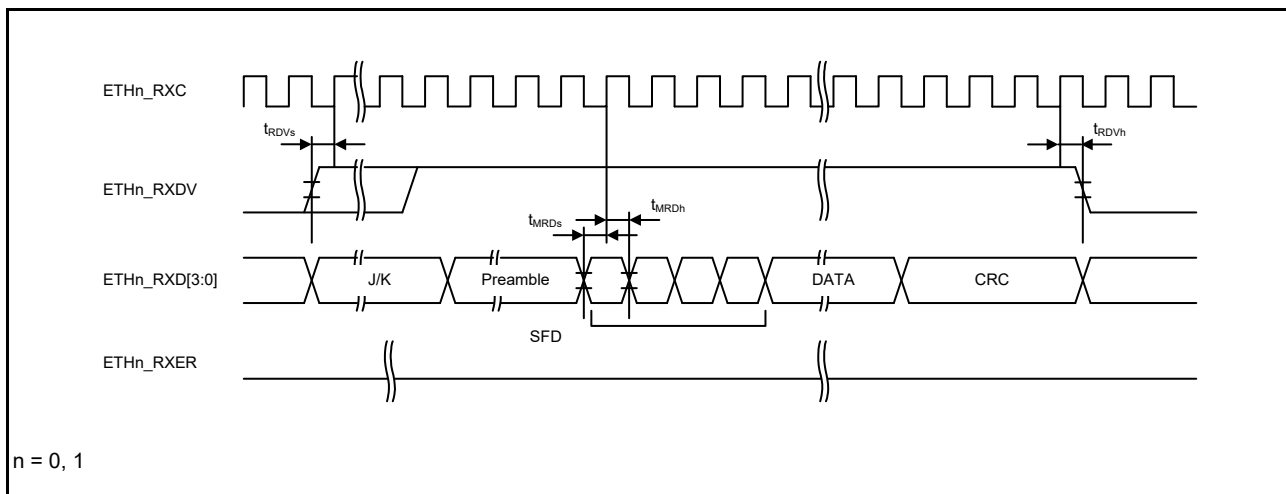 ETHn_RXC
tRDVs
tRDVh
ETHn_RXDV
tMRDs
tMRDh
ETHn_RXD[3:0]
J/K
Preamble
DATA
CRC
SFD
ETHn_RXER
n = 0, 1